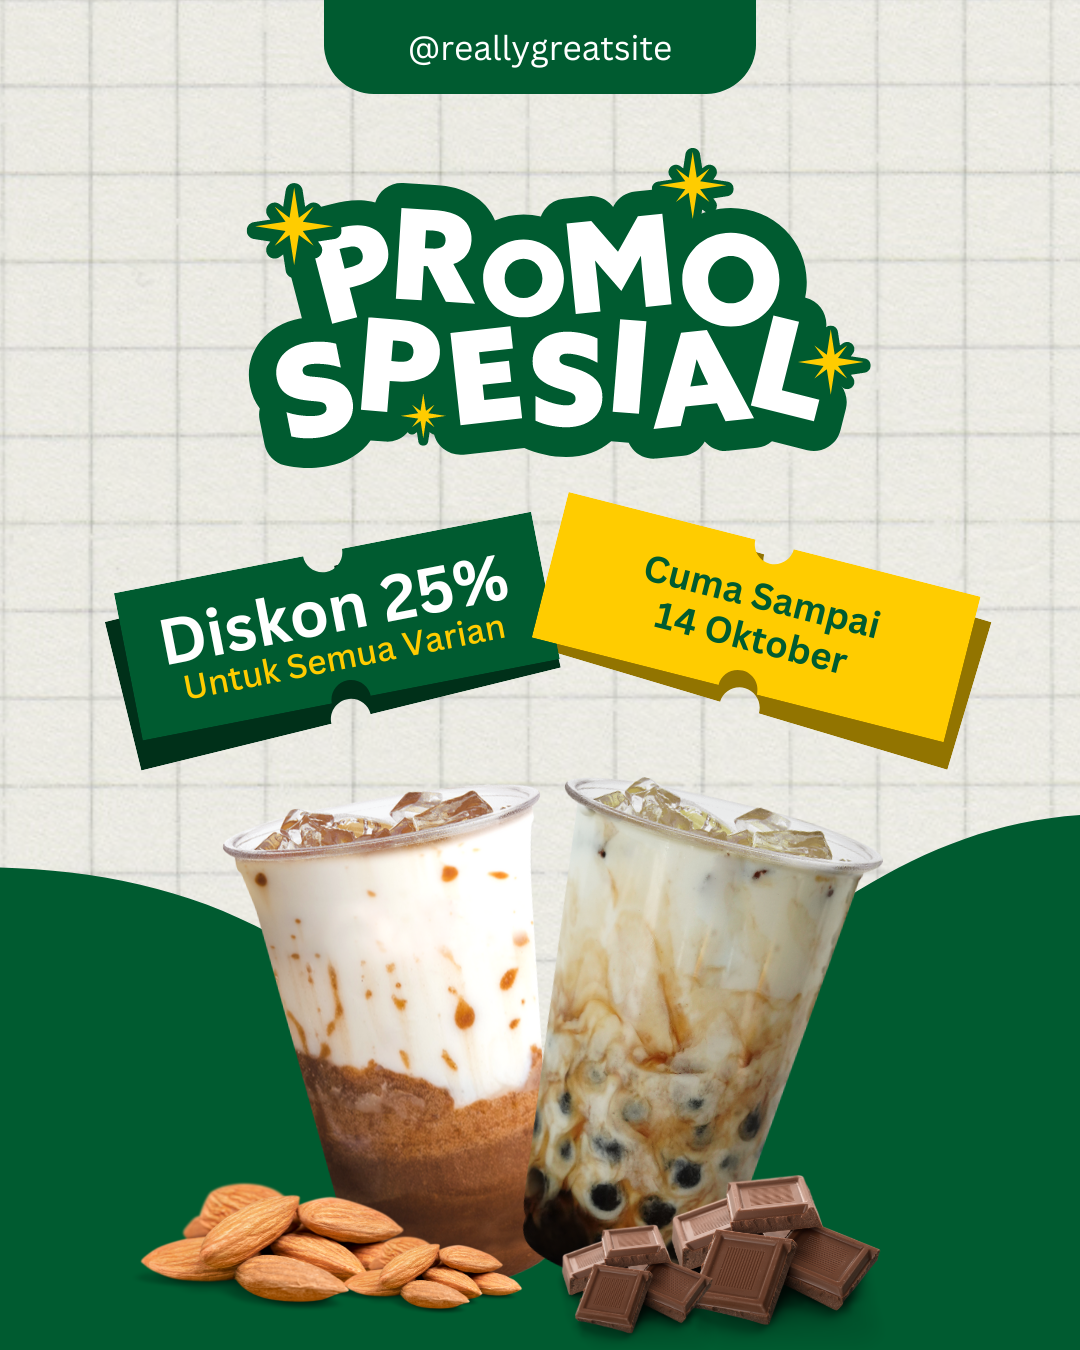 @reallygreatsite
PROMO
SPESIAL
Diskon 25%
Untuk Semua Varian
Cuma Sampai
14 Oktober